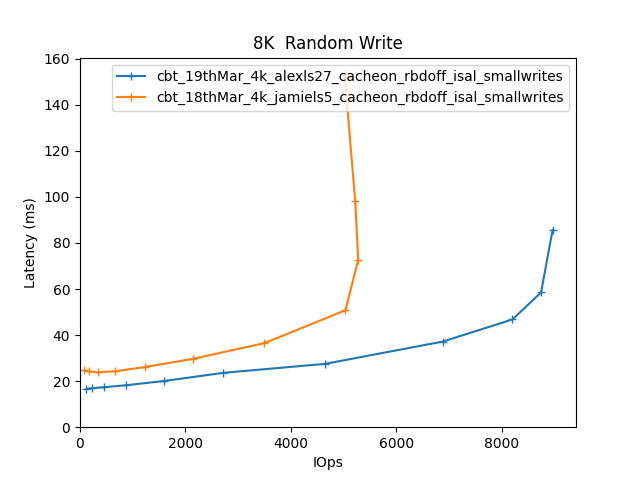 8K  Random Write
cbt_19thMar_4k_alexls27_cacheon_rbdoff_isal_smallwrites
cbt_18thMar_4k_jamiels5_cacheon_rbdoff_isal_smallwrites
160
140
120
100
80
60
40
20
0
Latency (ms)
0 2000 4000 6000 8000
IOps